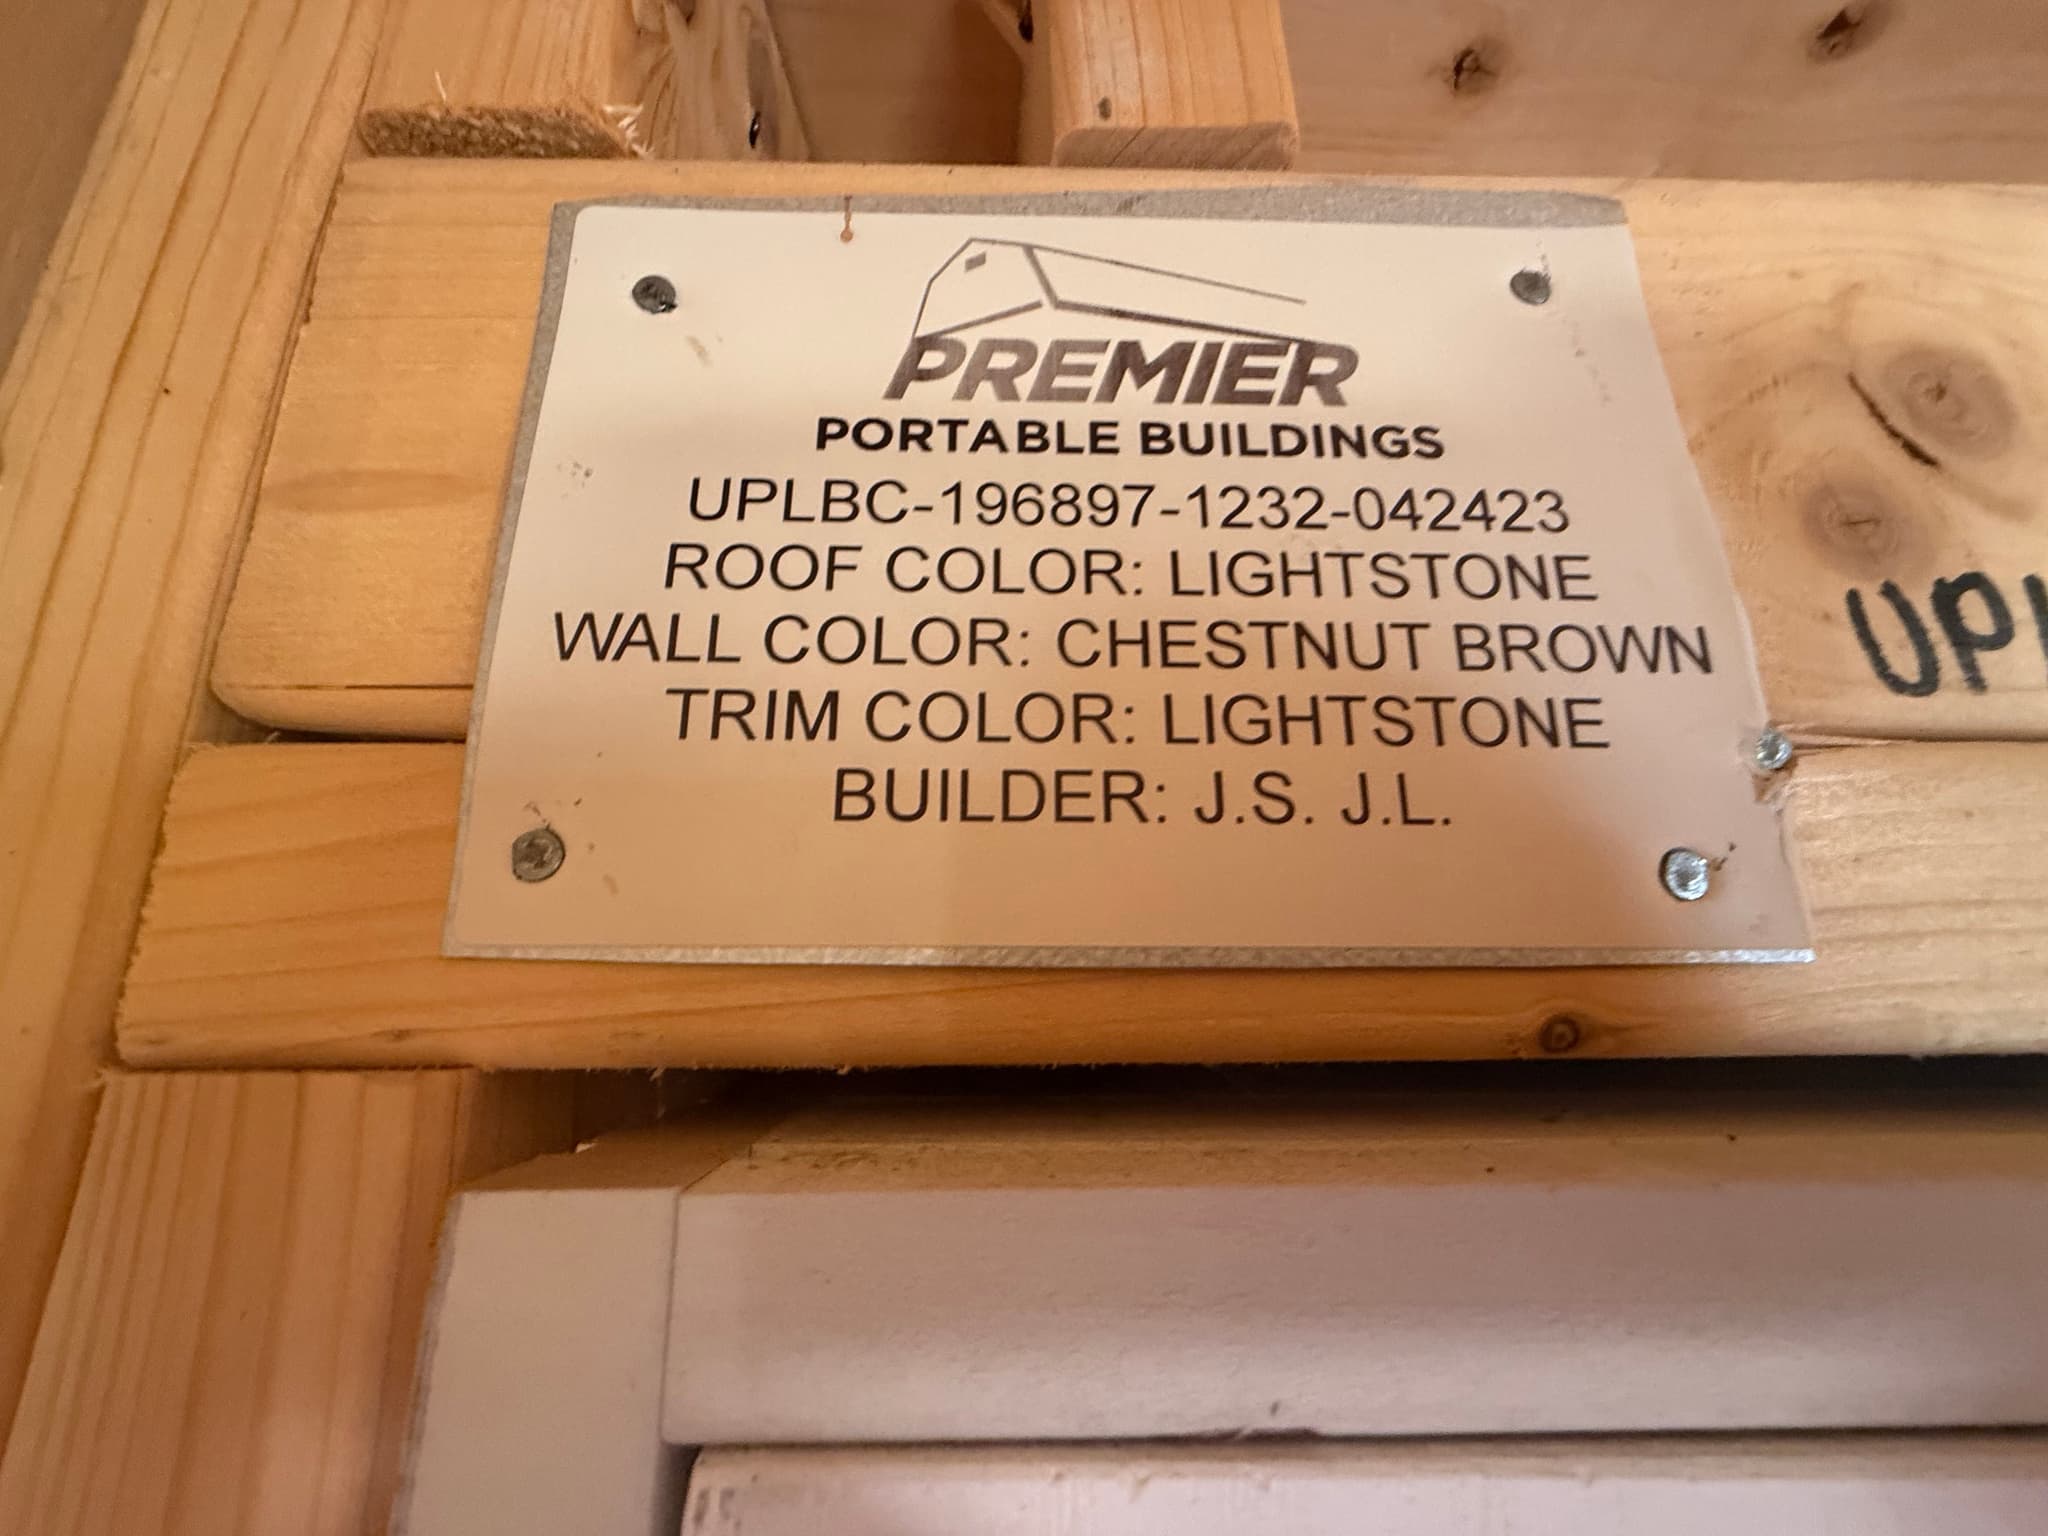 PREMIER
PORTABLE BUILDINGS
UPLBC-196897-1232-042423
ROOF COLOR: LIGHTSTONE
WALL COLOR: CHESTNUT BROWN
TRIM COLOR: LIGHTSTONE
BUILDER: J.S. J.L.